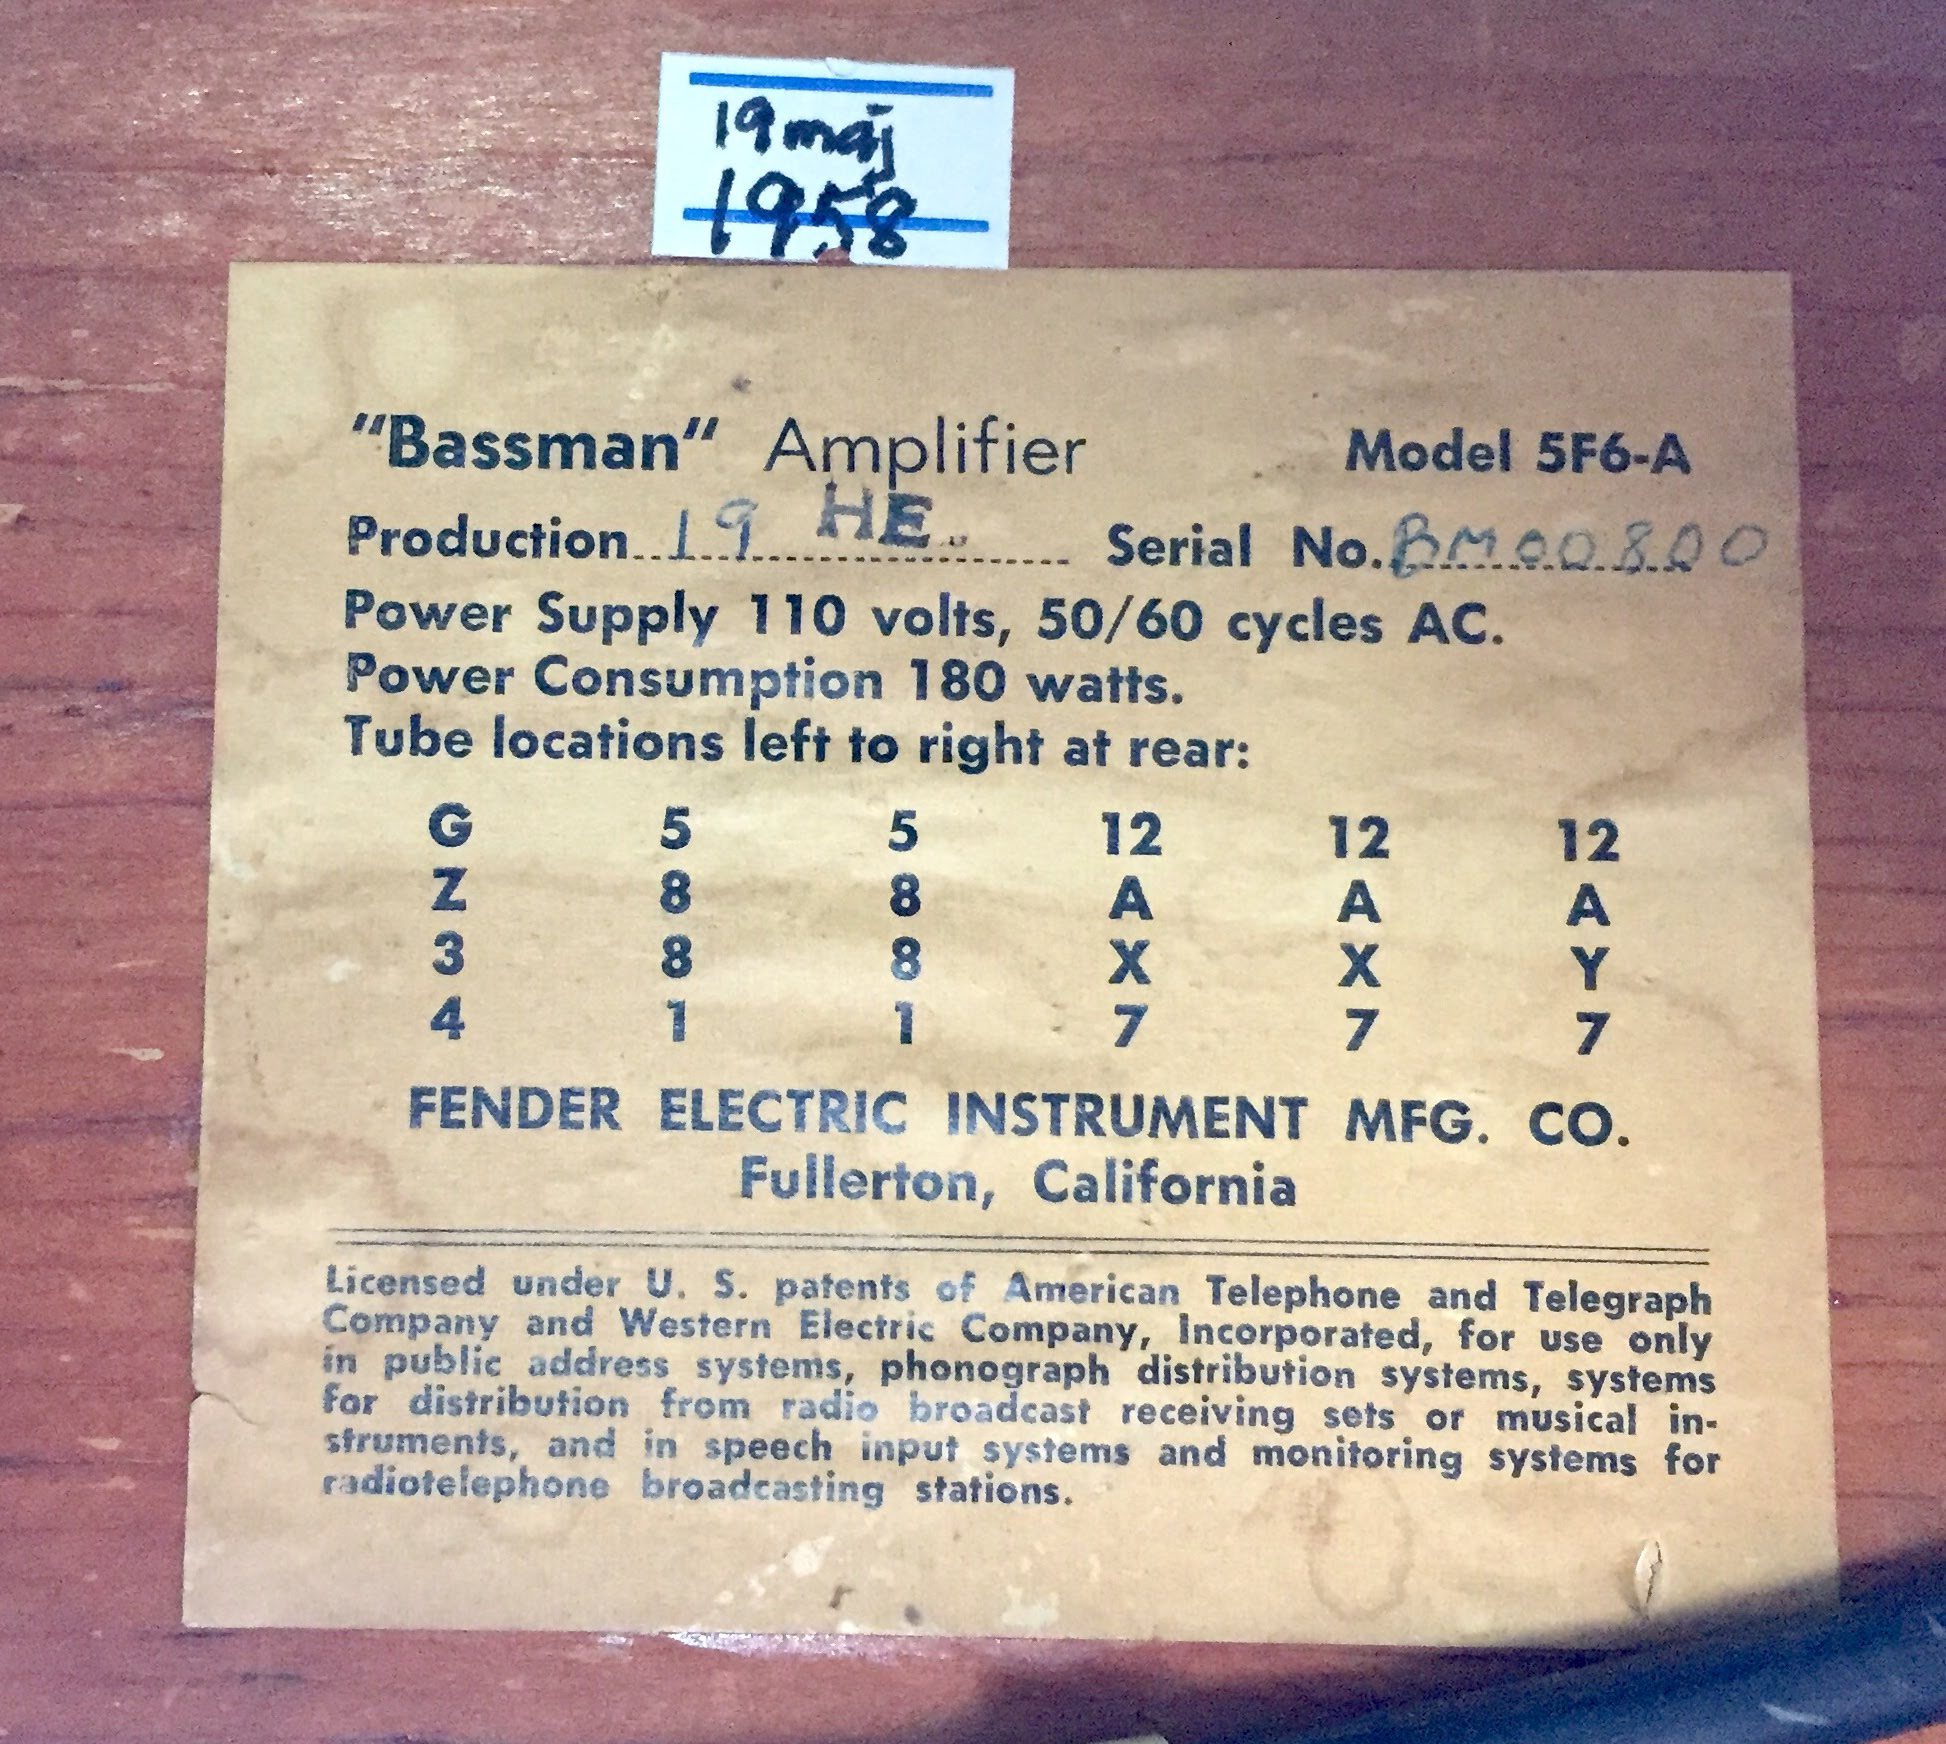 19 maj
1958
"Bassman" Amplifier Model 5F6-A
Production 19 HE Serial No. BM00800
Power Supply 110 volts, 50/60 cycles AC.
Power Consumption 180 watts.
Tube locations left to right at rear:
G 5 5 12 12 12
Z 8 8 A A A
3 8 8 X X Y
4 1 1 7 7 7
FENDER ELECTRIC INSTRUMENT MFG. CO.
Fullerton, California
Licensed under U. S. patents of American Telephone and Telegraph
Company and Western Electric Company, Incorporated, for use only
in public address systems, phonograph distribution systems, systems
for distribution from radio broadcast receiving sets or musical in-
struments, and in speech input systems and monitoring systems for
radiotelephone broadcasting stations.